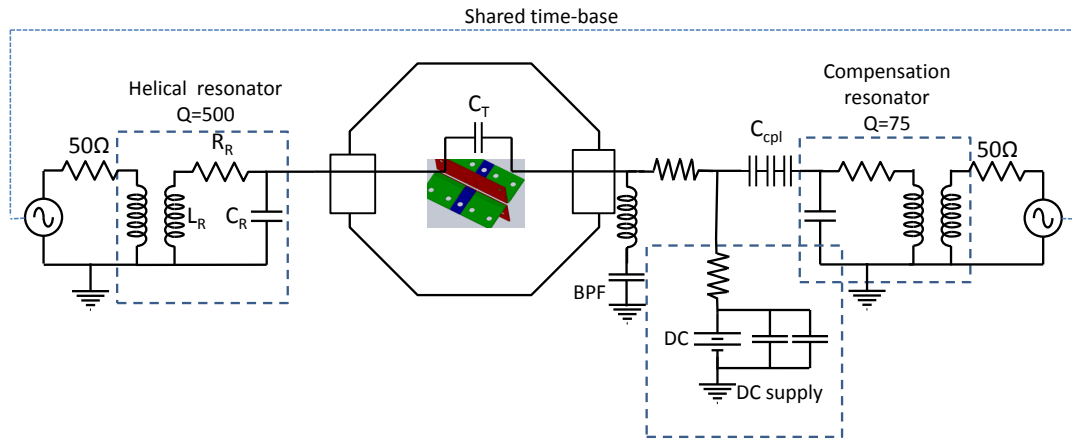 Shared time-base
Helical resonator
Q=500
Compensation
resonator
Q=75
50Ω
R_R
L_R
C_R
C_T
C_cpl
50Ω
BPF
DC
DC supply